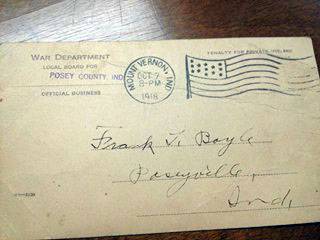 WAR DEPARTMENT
LOCAL BOARD FOR
POSEY COUNTY, IND
OFFICIAL BUSINESS
PENALTY FOR PRIVATE USE, $300
MOUNT VERNON, IND.
OCT 7
8-PM
1918
Frank T. Boyle
Poseyville,
Ind,